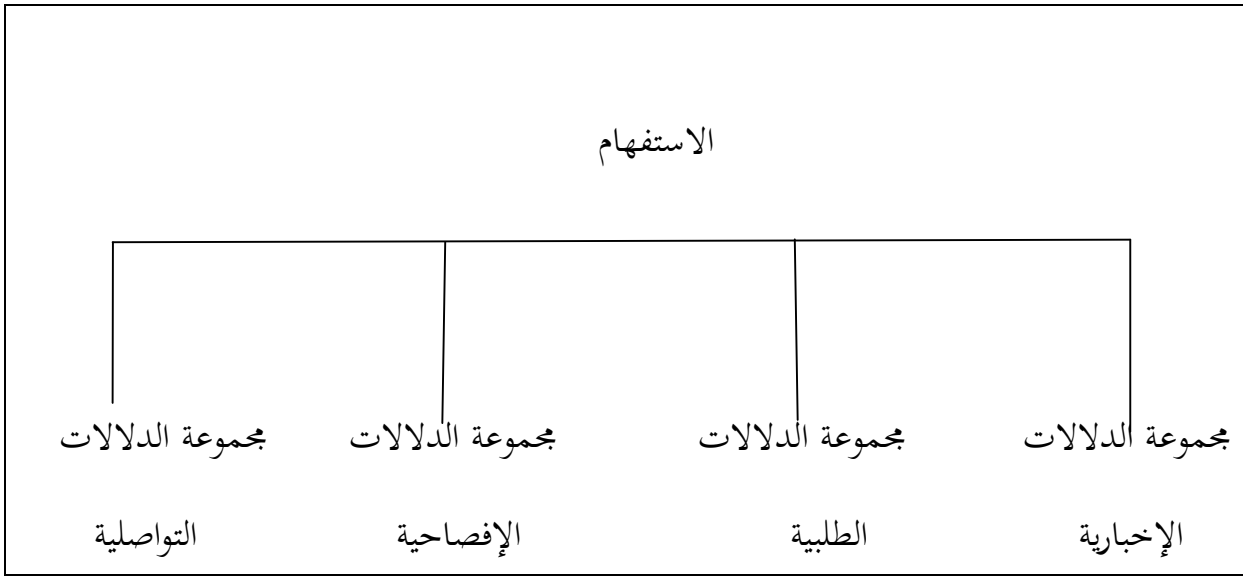 الاستفهام
مجموعة الدلالات مجموعة الدلالات مجموعة الدلالات مجموعة الدلالات
الإخبارية الطلبية الإفصاحية التواصلية